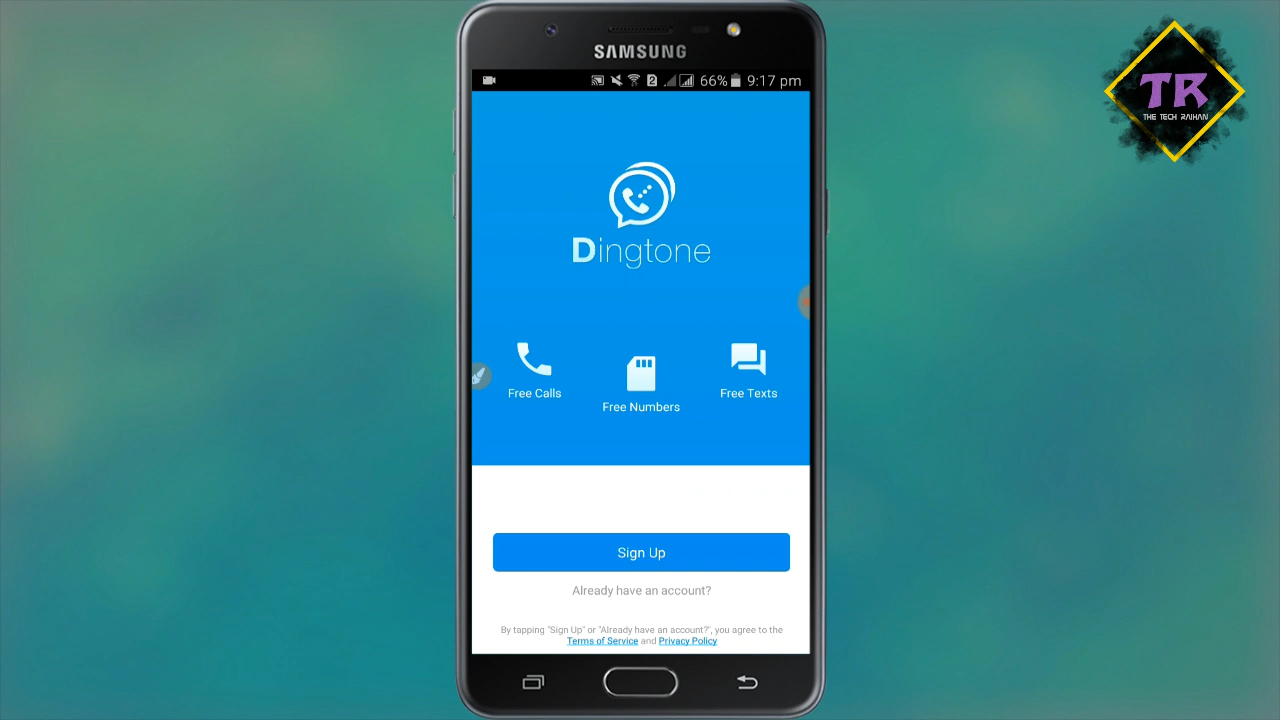 SAMSUNG
2 66% 9:17 pm
TR
THE TECH RAIHAN
Dingtone
Free Calls
Free Numbers
Free Texts
Sign Up
Already have an account?
By tapping "Sign Up" or "Already have an account?", you agree to the
Terms of Service and Privacy Policy